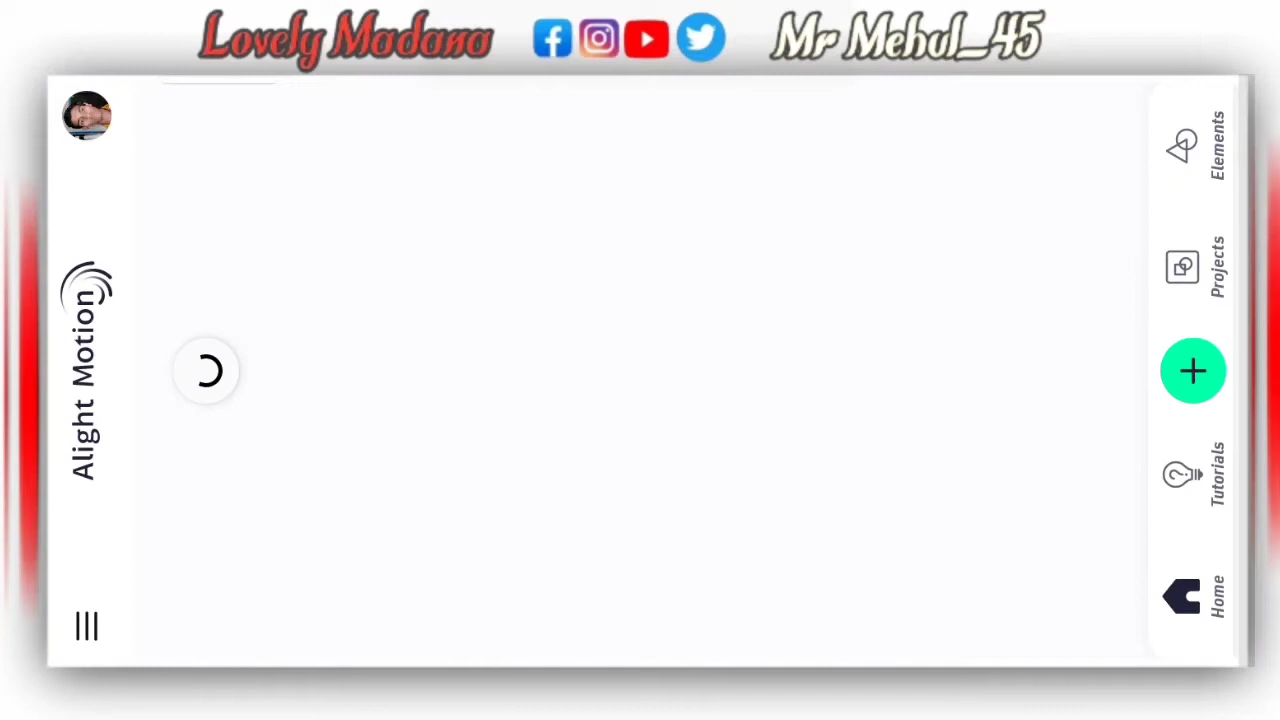 Lovely Madana
Mr Mehul_45
Alight Motion
Elements
Projects
Tutorials
Home